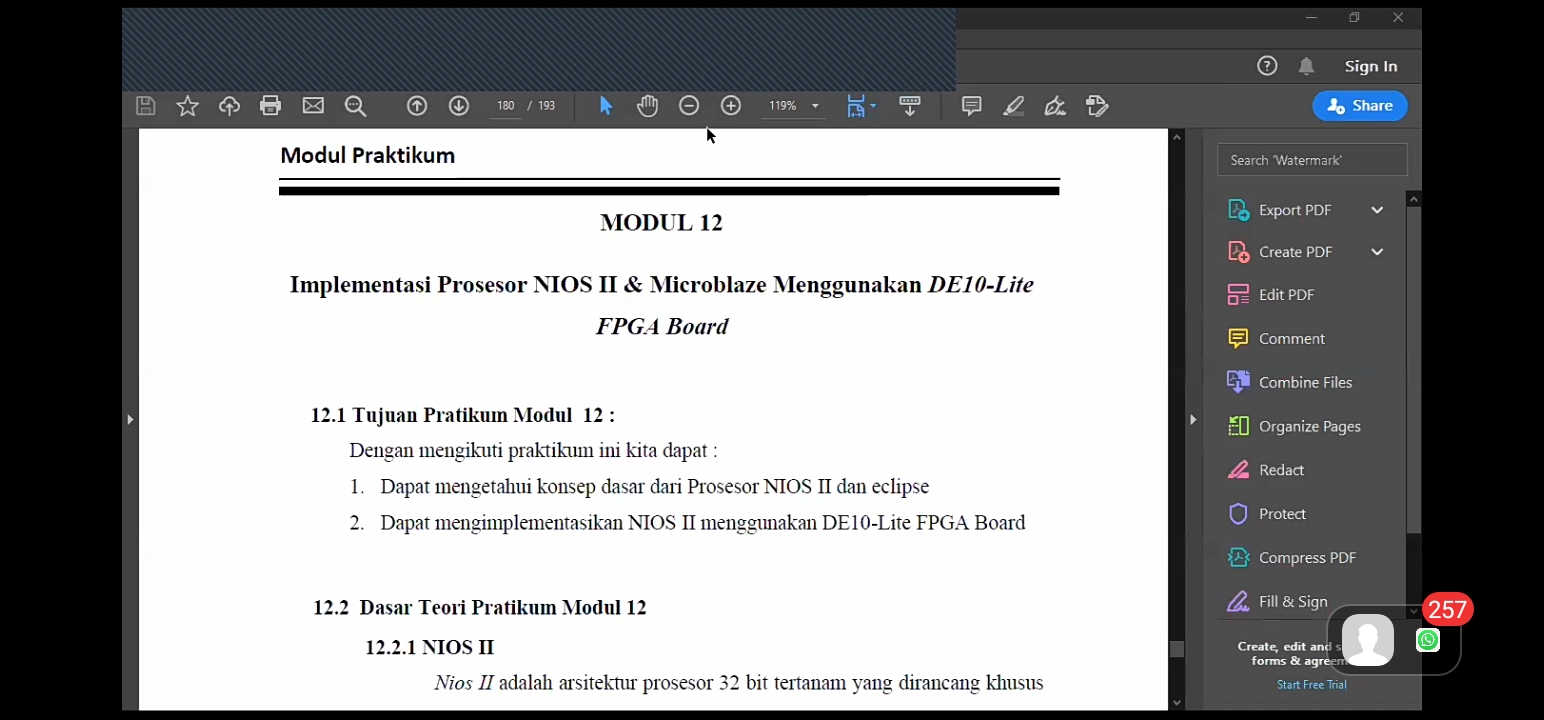 Sign In
180 / 193
119%
Share
Modul Praktikum
MODUL 12
Implementasi Prosesor NIOS II & Microblaze Menggunakan DE10-Lite
FPGA Board
12.1 Tujuan Pratikum Modul 12 :
Dengan mengikuti praktikum ini kita dapat :
1. Dapat mengetahui konsep dasar dari Prosesor NIOS II dan eclipse
2. Dapat mengimplementasikan NIOS II menggunakan DE10-Lite FPGA Board
12.2 Dasar Teori Pratikum Modul 12
12.2.1 NIOS II
Nios II adalah arsitektur prosesor 32 bit tertanam yang dirancang khusus
Search 'Watermark'
Export PDF
Create PDF
Edit PDF
Comment
Combine Files
Organize Pages
Redact
Protect
Compress PDF
Fill & Sign
257
Create, edit and s
forms & agreem
Start Free Trial